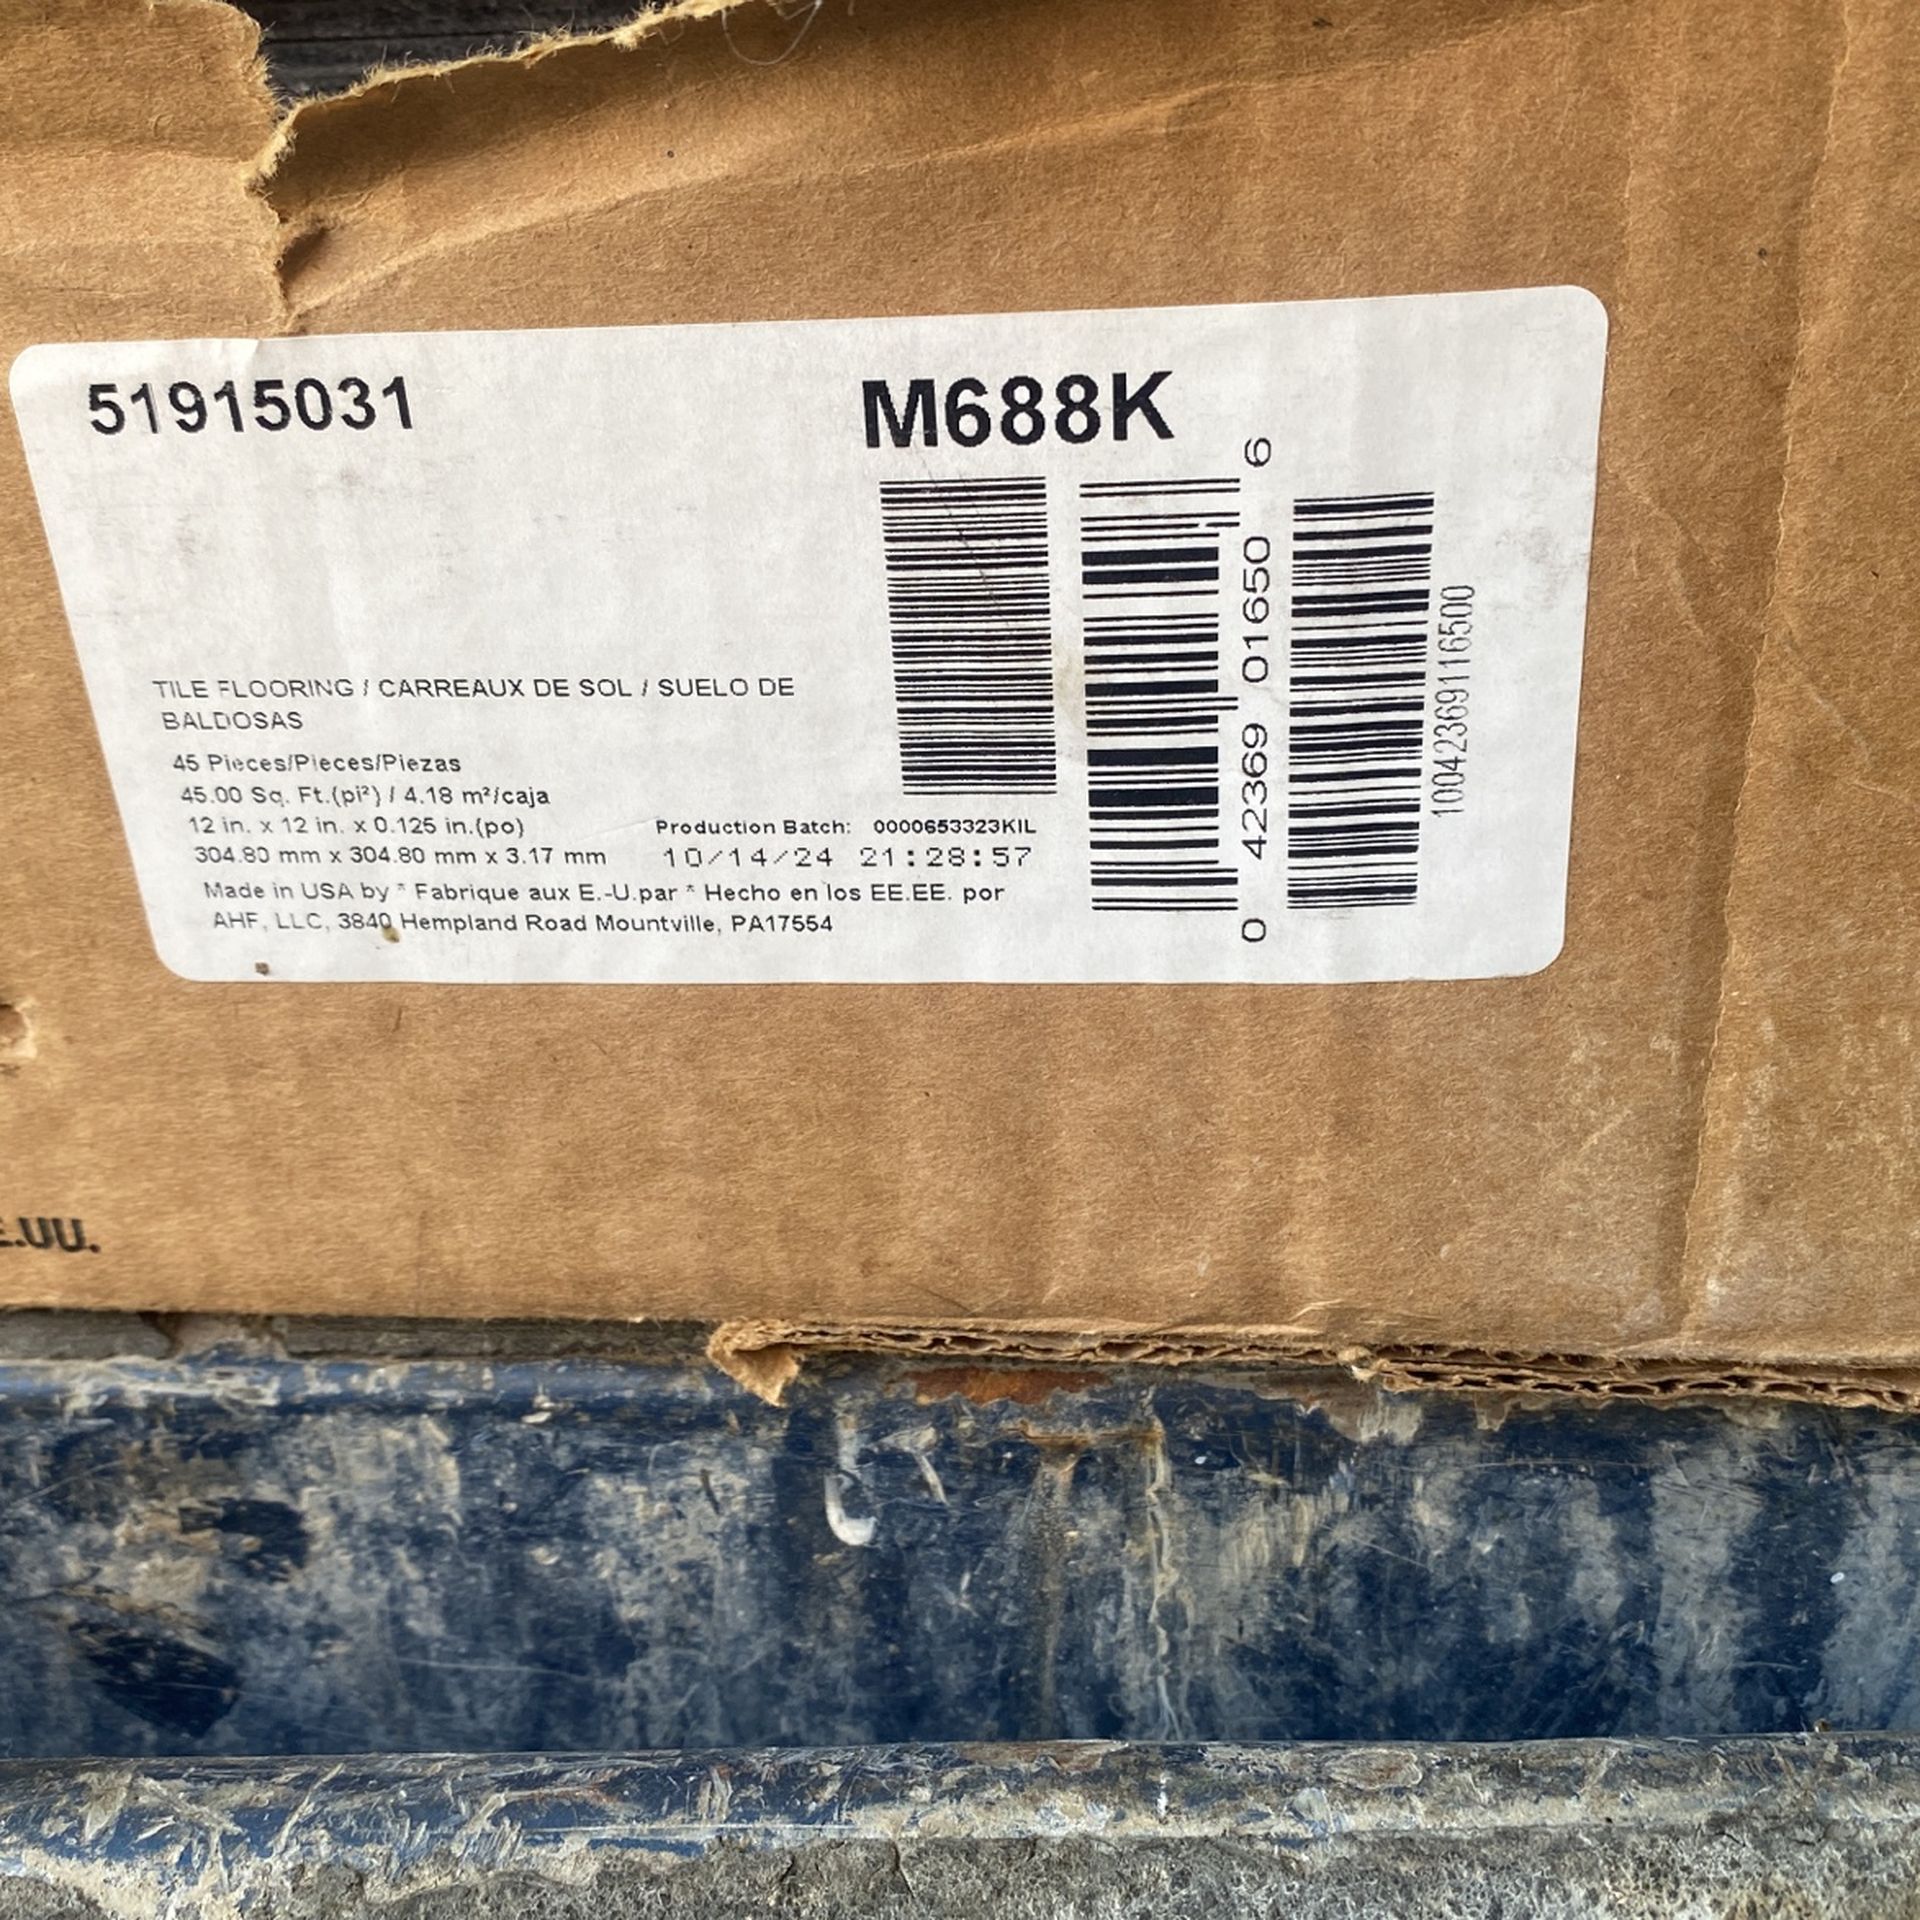 51915031
M688K
TILE FLOORING / CARREAUX DE SOL / SUELO DE
BALDOSAS
45 Pieces/Pieces/Piezas
45.00 Sq. Ft.(pi²) / 4.18 m²/caja
12 in. x 12 in. x 0.125 in.(po)
304.80 mm x 304.80 mm x 3.17 mm
Production Batch: 0000653323KIL
10/14/24 21:28:57
Made in USA by * Fabrique aux E.-U.par * Hecho en los EE.EE. por
AHF, LLC, 3840 Hempland Road Mountville, PA17554
0 42369 01650 6
10042369116500
E.UU.